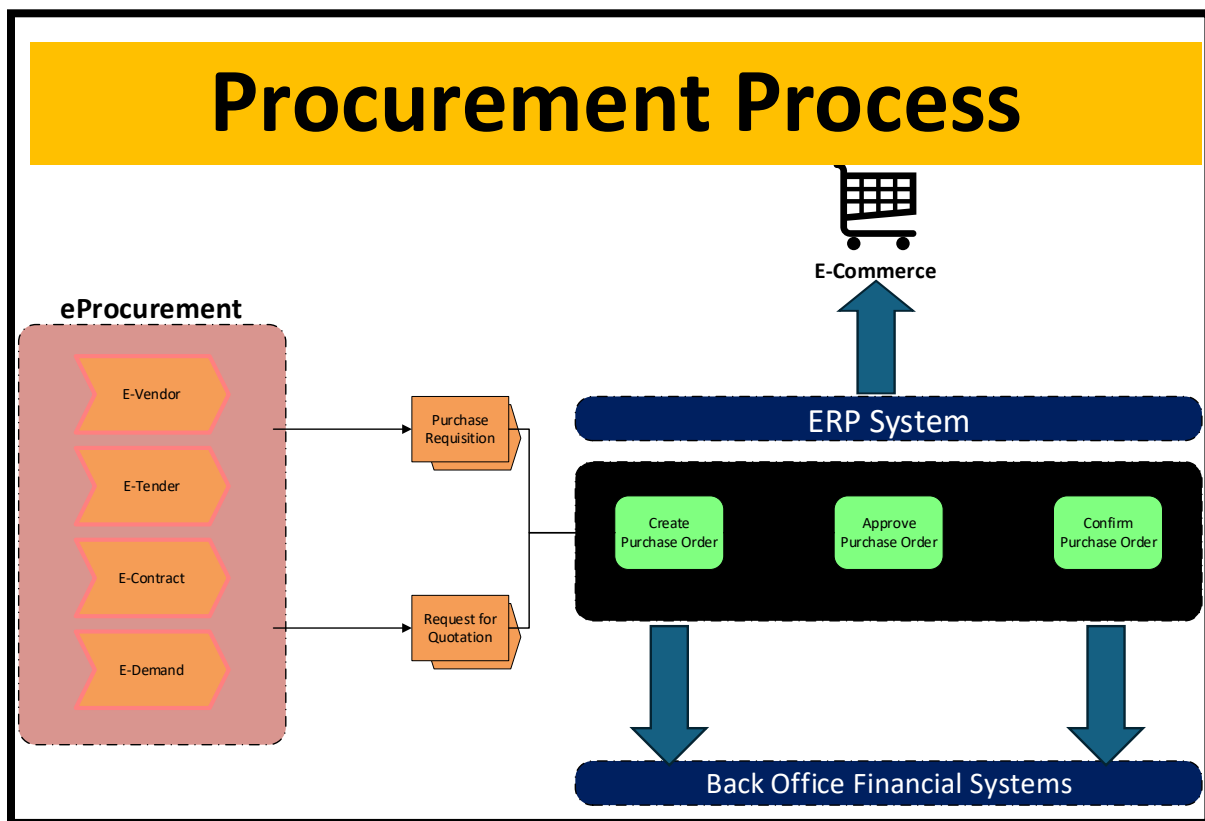 Procurement Process
E-Commerce
eProcurement
E-Vendor
E-Tender
E-Contract
E-Demand
Purchase
Requisition
Request for
Quotation
ERP System
Create
Purchase Order
Approve
Purchase Order
Confirm
Purchase Order
Back Office Financial Systems